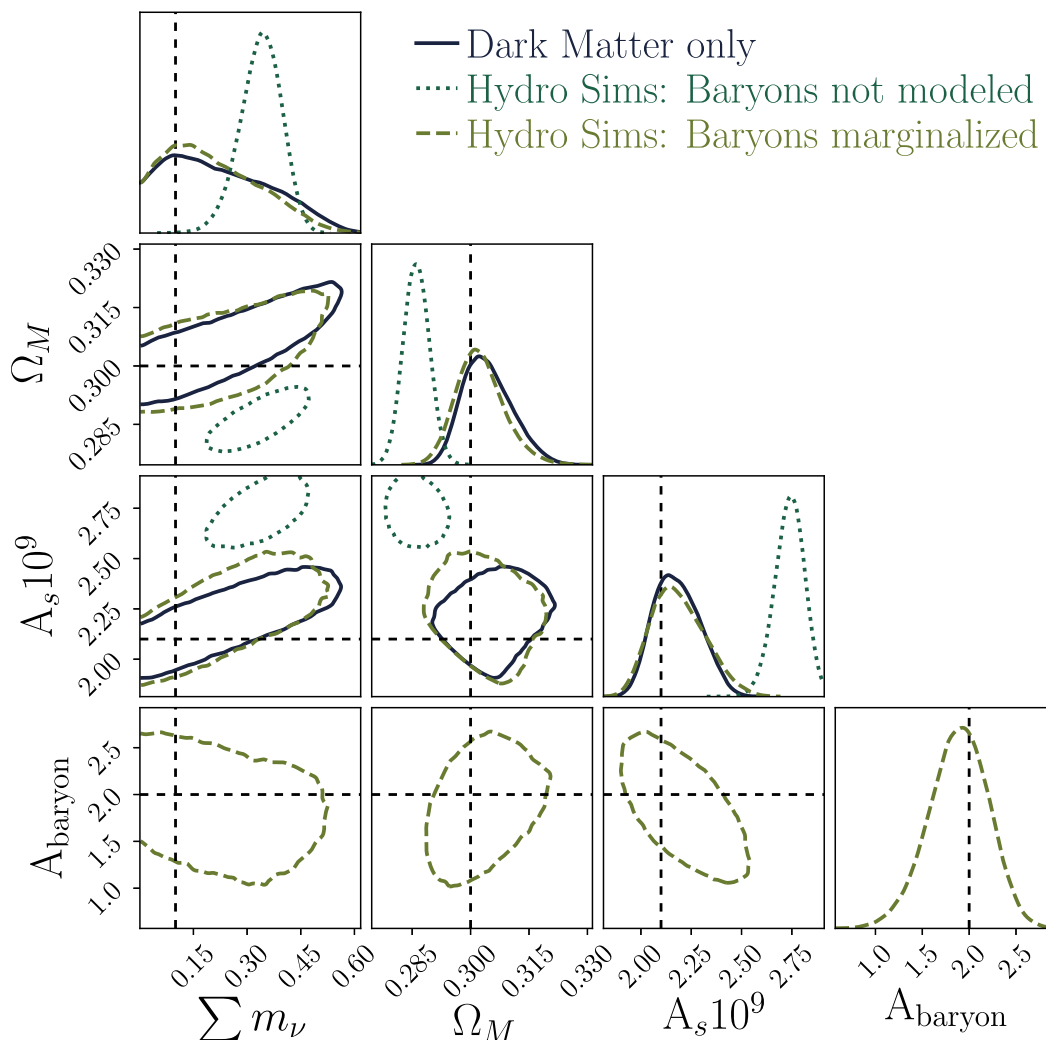 Dark Matter only
Hydro Sims: Baryons not modeled
Hydro Sims: Baryons marginalized
Ω_M
0.330
0.315
0.300
0.285
A_s10^9
2.75
2.50
2.25
2.00
A_baryon
2.5
2.0
1.5
1.0
0.15 0.30 0.45 0.60
0.285 0.300 0.315 0.330
2.00 2.25 2.50 2.75
1.0 1.5 2.0 2.5
∑ m_ν Ω_M A_s10^9 A_baryon